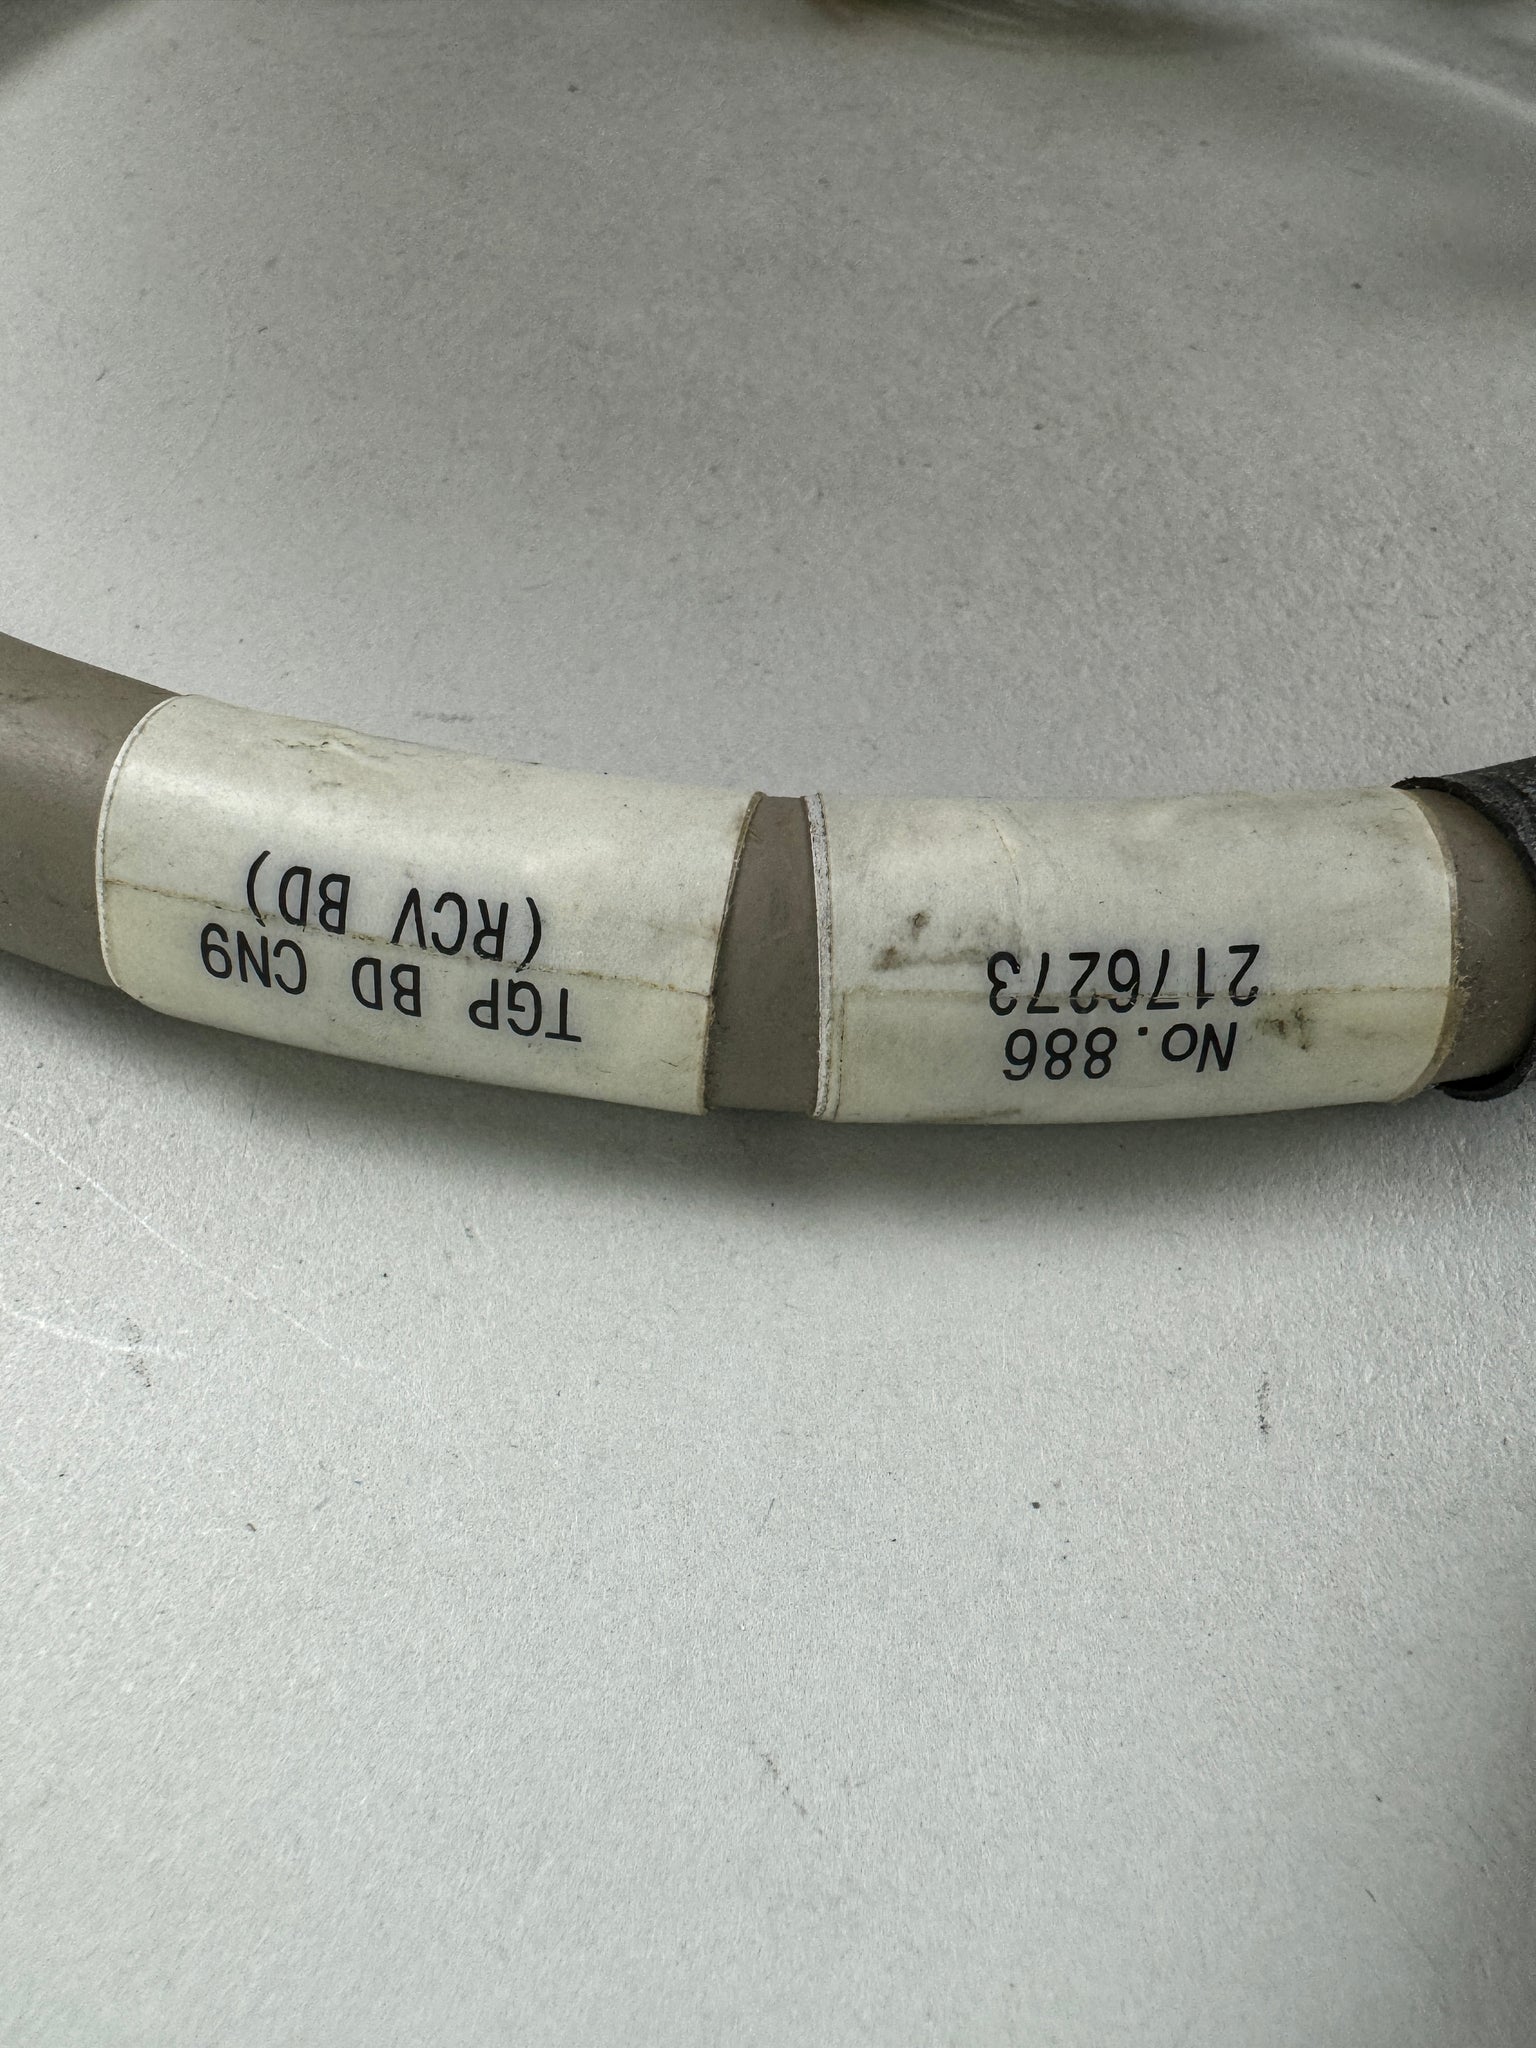 No.886
2176273
TGP BD CN9
(RCV BD)